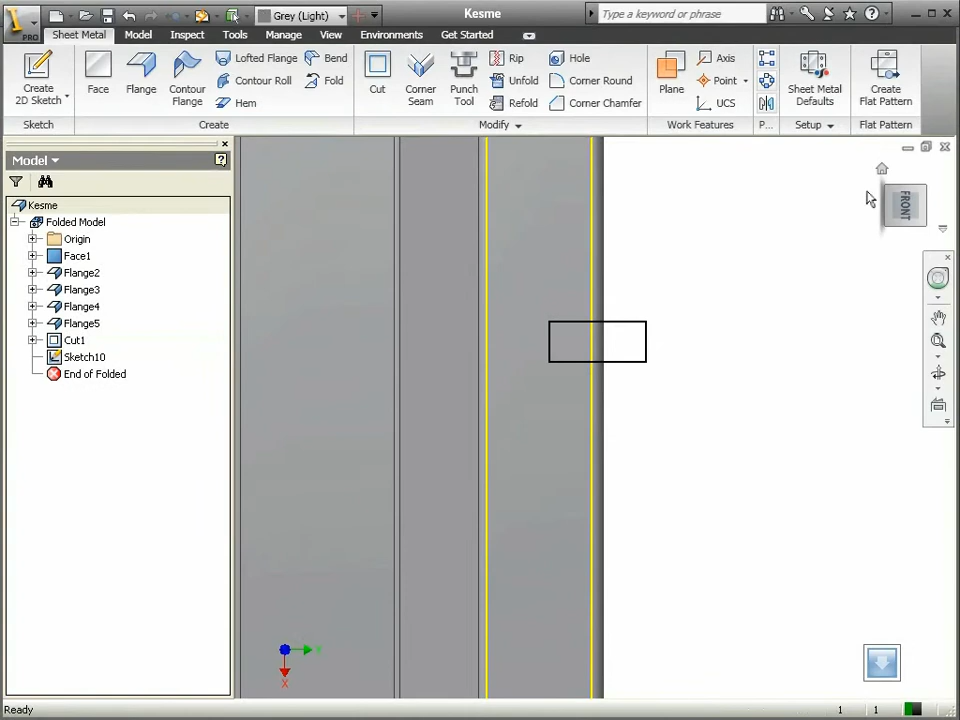 PRO
Grey (Light)
Kesme
Type a keyword or phrase
Sheet Metal Model Inspect Tools Manage View Environments Get Started
Create 2D Sketch
Face
Flange
Contour Flange
Lofted Flange
Contour Roll
Hem
Bend
Fold
Cut
Corner Seam
Punch Tool
Rip
Unfold
Refold
Hole
Corner Round
Corner Chamfer
Plane
Axis
Point
UCS
Sheet Metal Defaults
Create Flat Pattern
Sketch Create Modify Work Features P... Setup Flat Pattern
Model
Kesme
Folded Model
Origin
Face1
Flange2
Flange3
Flange4
Flange5
Cut1
Sketch10
End of Folded
FRONT
Y
X
Ready 1 1